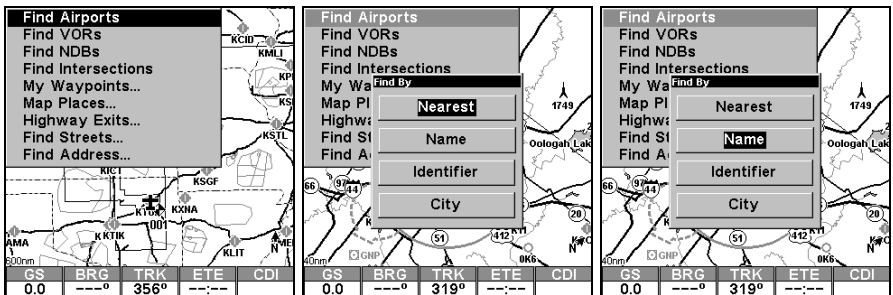 Find Airports
Find VORs
Find NDBs
Find Intersections
My Waypoints...
Map Places...
Highway Exits...
Find Streets...
Find Address...
KCID
KMLI
KSTL
KICT
KSGF
KXNA
001
KTIK
KLIT
AMA
N
600nm
GS BRG TRK ETE CDI
0.0 ---º 356º --:--
Find Airports
Find VORs
Find NDBs
Find Intersections
My Wa
Map Pl
Highwa
Find St
Find A
Find By
Nearest
Name
Identifier
City
1749
Oologah Lak
66
97
44
20
51
412
GNP
0K6
N
40nm
GS BRG TRK ETE CDI
0.0 ---º 319º --:--
Find Airports
Find VORs
Find NDBs
Find Intersections
My Wa
Map Pl
Highwa
Find St
Find A
Find By
Nearest
Name
Identifier
City
1749
Oologah Lak
66
97
44
20
51
412
GNP
0K6
N
40nm
GS BRG TRK ETE CDI
0.0 ---º 319º --:--